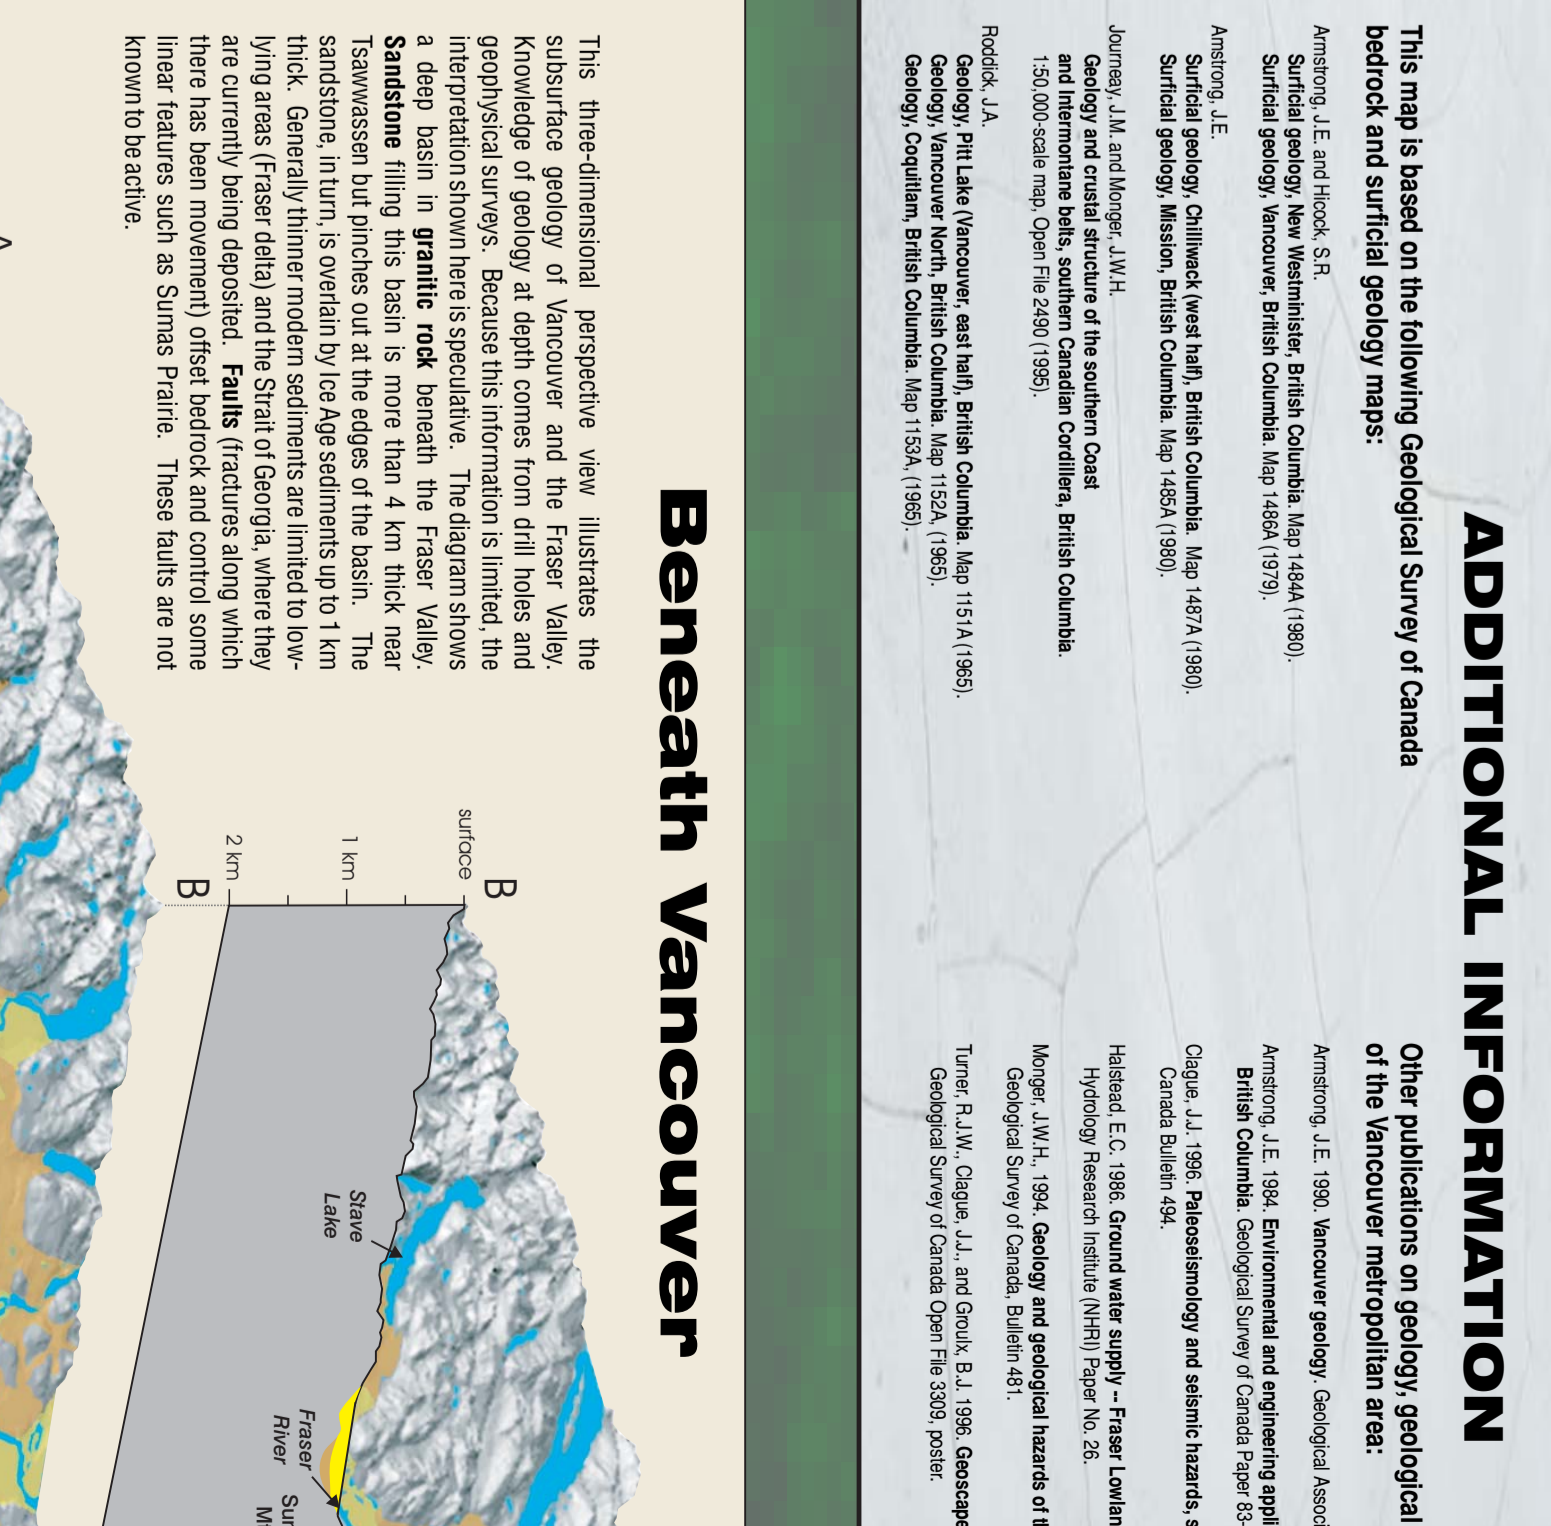 ADDITIONAL INFORMATION
This map is based on the following Geological Survey of Canada
bedrock and surficial geology maps:
Armstrong, J.E. and Hicock, S.R.
Surficial geology, New Westminister, British Columbia. Map 1484A (1980).
Surficial geology, Vancouver, British Columbia. Map 1486A (1979).
Amstrong, J.E.
Surficial geology, Chilliwack (west half), British Columbia. Map 1487A (1980).
Surficial geology, Mission, British Columbia. Map 1485A (1980).
Journeay, J.M. and Monger, J.W.H.
Geology and crustal structure of the southern Coast
and Intermontane belts, southern Canadian Cordillera, British Columbia.
1:50,000-scale map, Open File 2490 (1995).
Roddick, J.A.
Geology, Pitt Lake (Vancouver, east half), British Columbia. Map 1151A (1965).
Geology, Vancouver North, British Columbia. Map 1152A, (1965).
Geology, Coquitlam, British Columbia. Map 1153A, (1965).
Other publications on geology, geological
of the Vancouver metropolitan area:
Armstrong, J.E. 1990. Vancouver geology. Geological Associ
Armstrong, J.E. 1984. Environmental and engineering appli
British Columbia. Geological Survey of Canada Paper 83-
Clague, J.J. 1996. Paleoseismology and seismic hazards, s
Canada Bulletin 494.
Halstead, E.C. 1986. Ground water supply -- Fraser Lowlan
Hydrology Research Institute (NHRI) Paper No. 26.
Monger, J.W.H., 1994. Geology and geological hazards of t
Geological Survey of Canada, Bulletin 481.
Turner, R.J.W., Clague, J.J., and Groulx, B.J. 1996. Geoscape
Geological Survey of Canada Open File 3309, poster.
Beneath Vancouver
This three-dimensional perspective view illustrates the
subsurface geology of Vancouver and the Fraser Valley.
Knowledge of geology at depth comes from drill holes and
geophysical surveys. Because this information is limited, the
interpretation shown here is speculative. The diagram shows
a deep basin in granitic rock beneath the Fraser Valley.
Sandstone filling this basin is more than 4 km thick near
Tsawwassen but pinches out at the edges of the basin. The
sandstone, in turn, is overlain by Ice Age sediments up to 1 km
thick. Generally thinner modern sediments are limited to low-
lying areas (Fraser delta) and the Strait of Georgia, where they
are currently being deposited. Faults (fractures along which
there has been movement) offset bedrock and control some
linear features such as Sumas Prairie. These faults are not
known to be active.
B
surface
1 km
2 km
B
Stave
Lake
Fraser
River
Sur